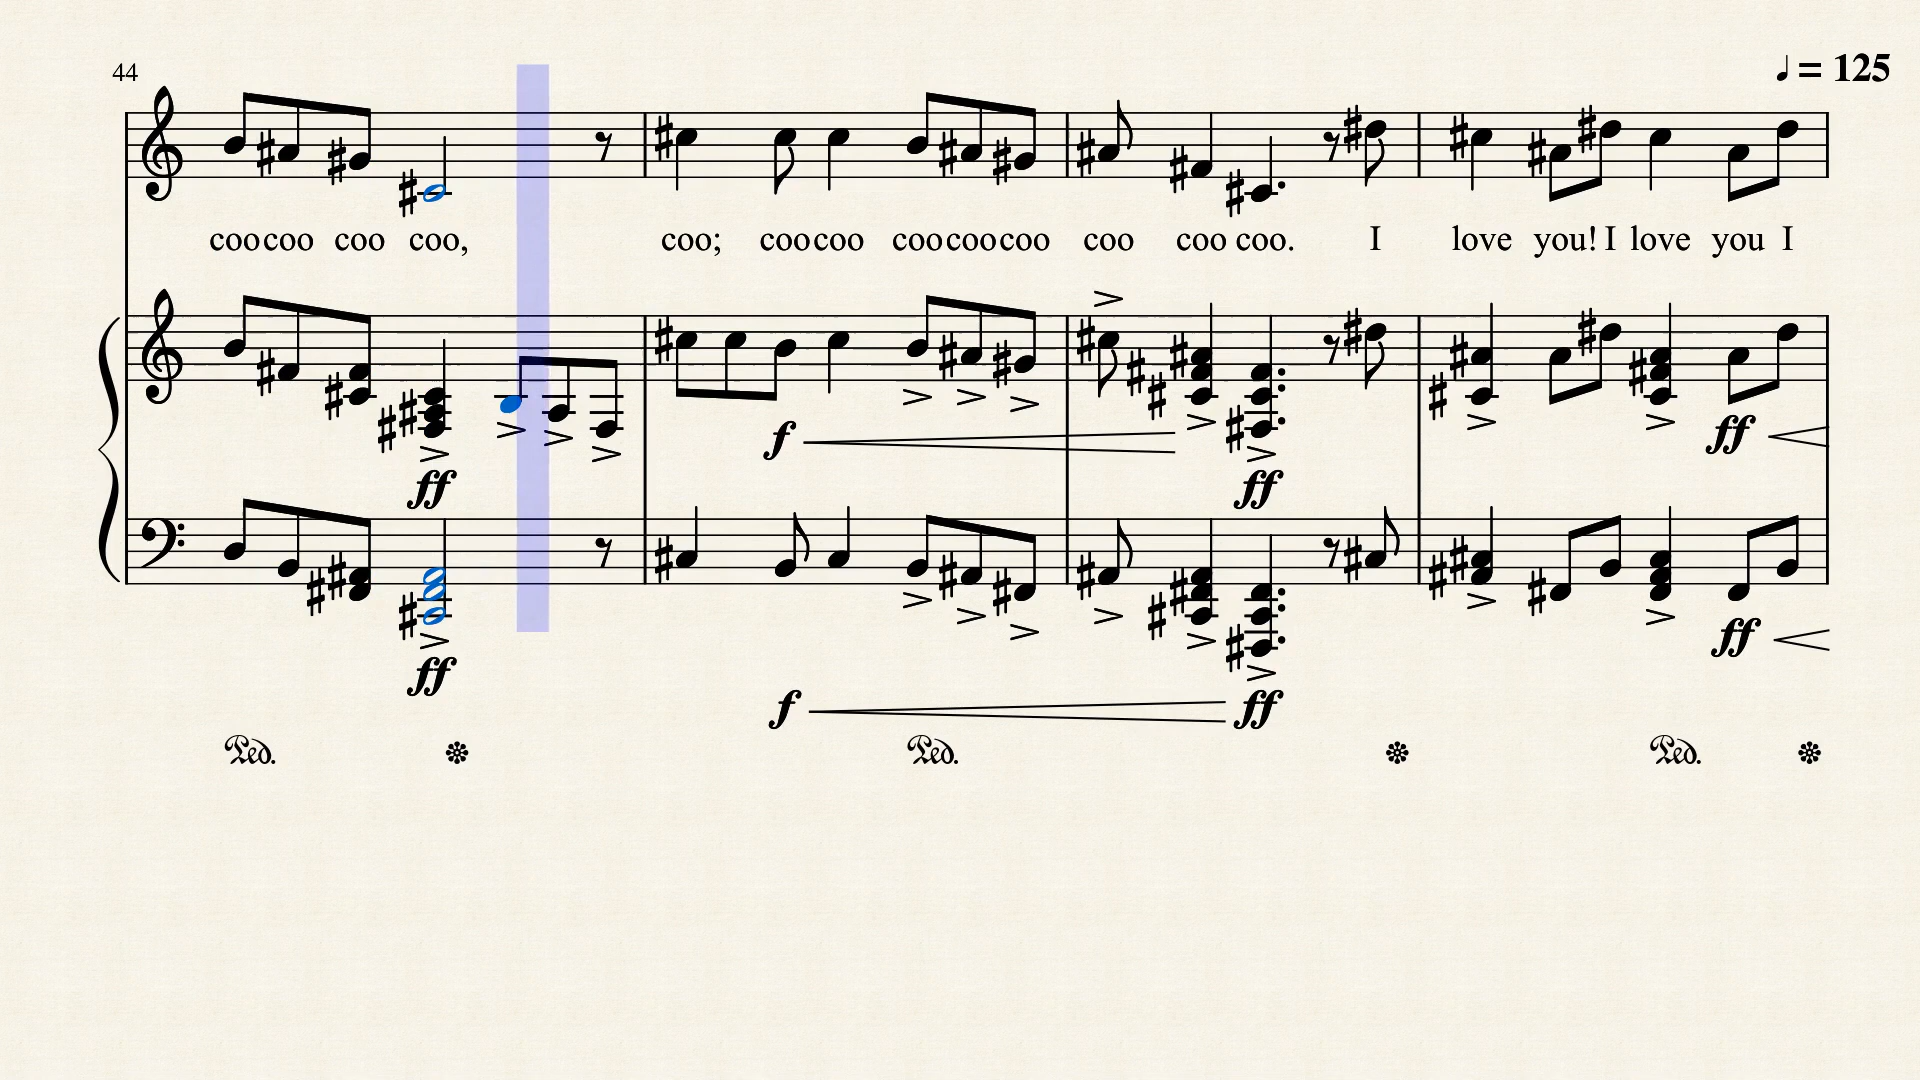 44
♩ = 125
coo coo coo coo, coo; coo coo coo coo coo coo coo coo. I love you! I love you I
ff
f
ff
ff
ff
f
ff
ff
Ped. Ped. Ped.